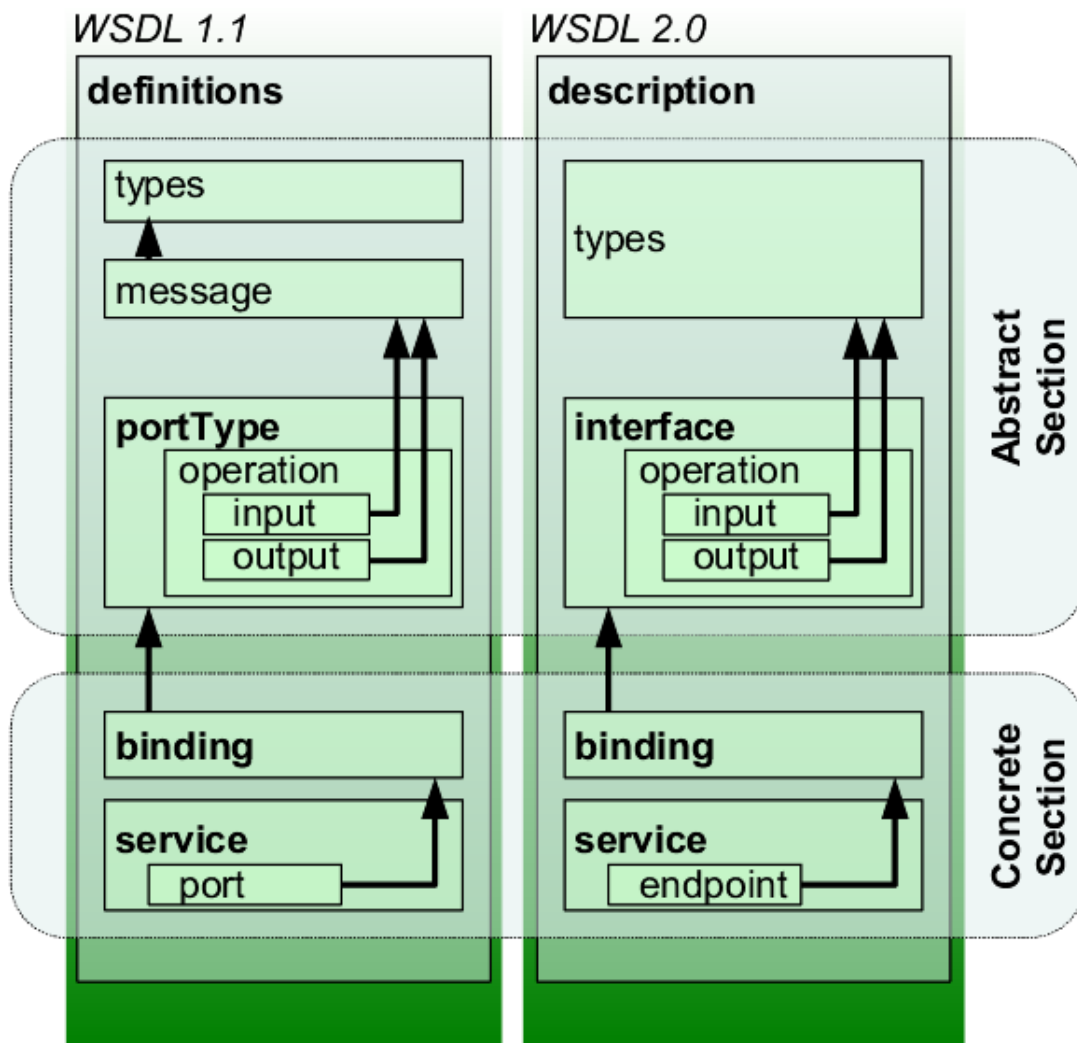 WSDL 1.1
definitions
types
message
portType
operation
input
output
binding
service
port
WSDL 2.0
description
types
interface
operation
input
output
binding
service
endpoint
Abstract
Section
Concrete
Section